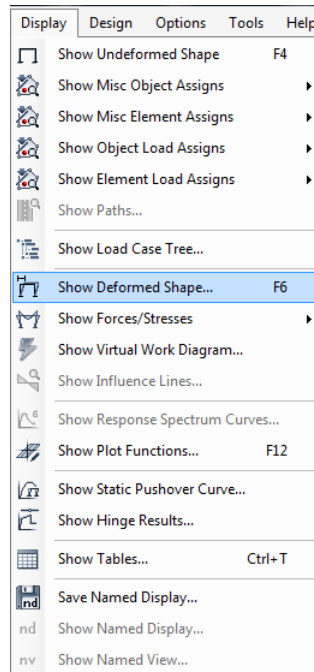 Display Design Options Tools Help
Show Undeformed Shape F4
Show Misc Object Assigns
Show Misc Element Assigns
Show Object Load Assigns
Show Element Load Assigns
Show Paths...
Show Load Case Tree...
Show Deformed Shape... F6
Show Forces/Stresses
Show Virtual Work Diagram...
Show Influence Lines...
Show Response Spectrum Curves...
Show Plot Functions... F12
Show Static Pushover Curve...
Show Hinge Results...
Show Tables... Ctrl+T
nd Save Named Display...
nd Show Named Display...
nv Show Named View...